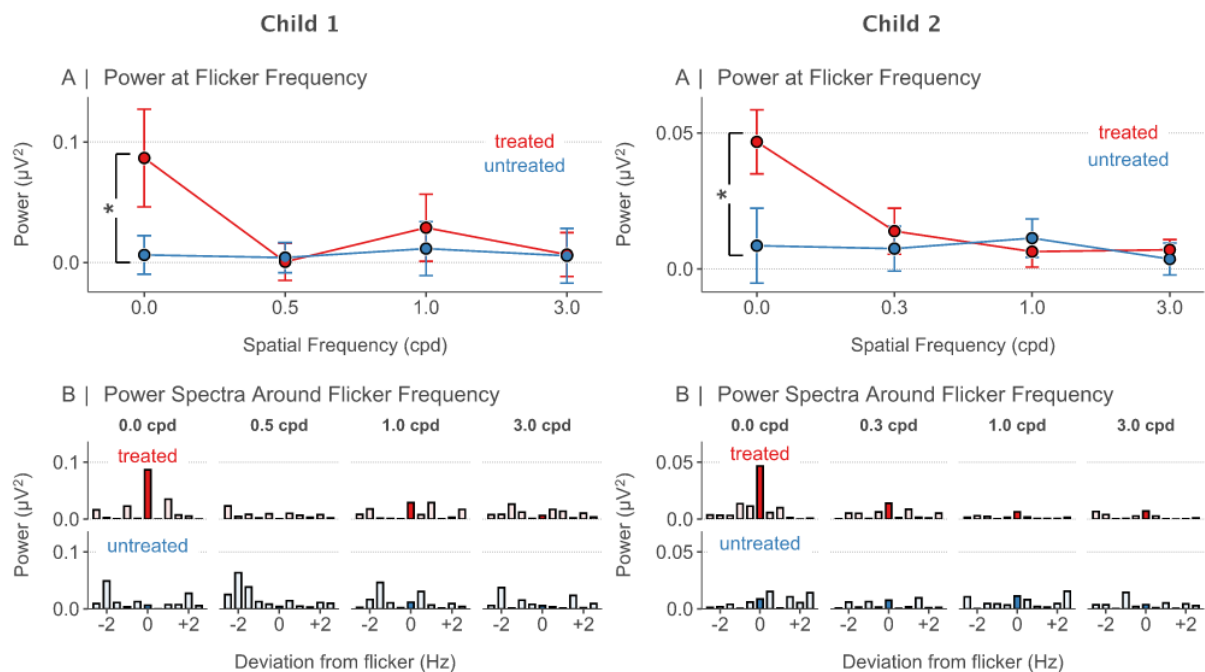 Child 1
Child 2
A | Power at Flicker Frequency
Power (µV²)
0.1
0.0
*
treated
untreated
0.0 0.5 1.0 3.0
Spatial Frequency (cpd)
A | Power at Flicker Frequency
Power (µV²)
0.05
0.0
*
treated
untreated
0.0 0.3 1.0 3.0
Spatial Frequency (cpd)
B | Power Spectra Around Flicker Frequency
0.0 cpd 0.5 cpd 1.0 cpd 3.0 cpd
Power (µV²)
0.1
treated
0.0
0.1
untreated
0.0
-2 0 +2 -2 0 +2 -2 0 +2 -2 0 +2
Deviation from flicker (Hz)
B | Power Spectra Around Flicker Frequency
0.0 cpd 0.3 cpd 1.0 cpd 3.0 cpd
Power (µV²)
0.05
treated
0.0
0.05
untreated
0.0
-2 0 +2 -2 0 +2 -2 0 +2 -2 0 +2
Deviation from flicker (Hz)